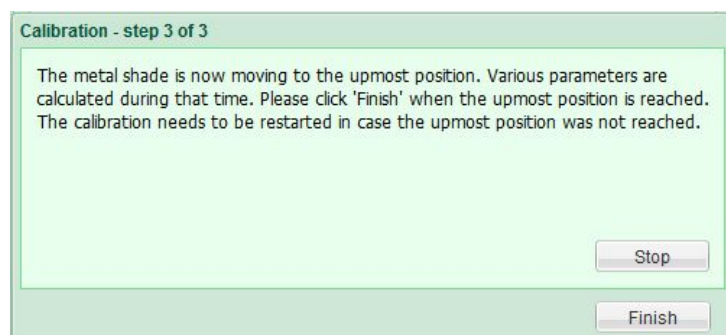 Calibration - step 3 of 3
The metal shade is now moving to the upmost position. Various parameters are
calculated during that time. Please click 'Finish' when the upmost position is reached.
The calibration needs to be restarted in case the upmost position was not reached.
Stop
Finish